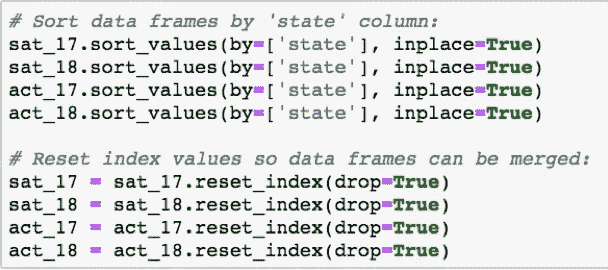 # Sort data frames by 'state' column:
sat_17.sort_values(by=['state'], inplace=True)
sat_18.sort_values(by=['state'], inplace=True)
act_17.sort_values(by=['state'], inplace=True)
act_18.sort_values(by=['state'], inplace=True)
# Reset index values so data frames can be merged:
sat_17 = sat_17.reset_index(drop=True)
sat_18 = sat_18.reset_index(drop=True)
act_17 = act_17.reset_index(drop=True)
act_18 = act_18.reset_index(drop=True)